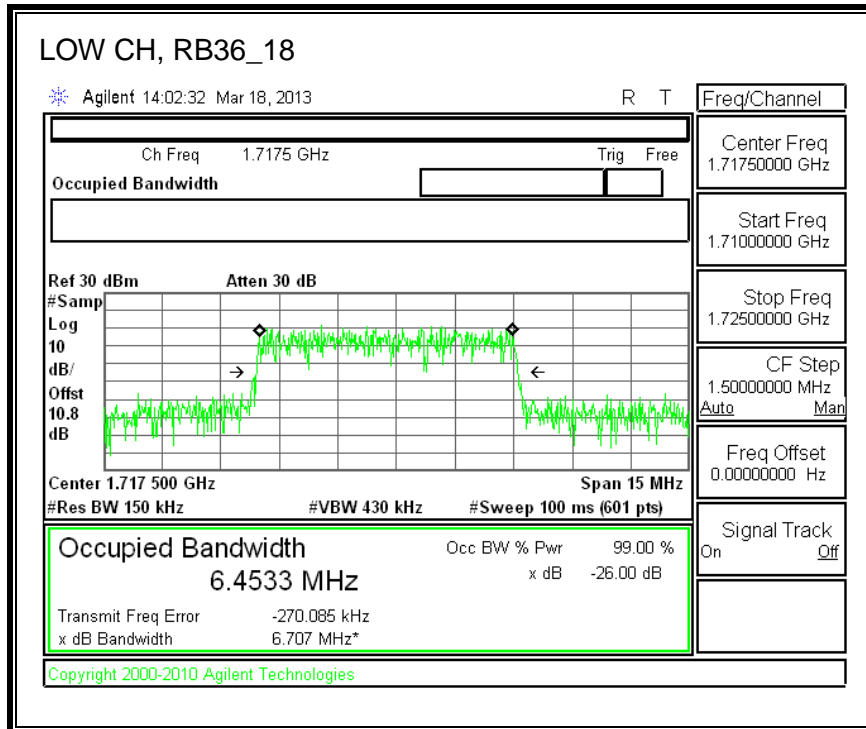 LOW CH, RB36_18
Agilent 14:02:32 Mar 18, 2013 R T
Freq/Channel
Ch Freq 1.7175 GHz Trig Free
Occupied Bandwidth
Center Freq
1.71750000 GHz
Start Freq
1.71000000 GHz
Stop Freq
1.72500000 GHz
CF Step
1.50000000 MHz
Auto Man
Freq Offset
0.00000000 Hz
Signal Track
On Off
Ref 30 dBm Atten 30 dB
#Samp
Log
10
dB/
Offst
10.8
dB
Center 1.717 500 GHz Span 15 MHz
#Res BW 150 kHz #VBW 430 kHz #Sweep 100 ms (601 pts)
Occupied Bandwidth Occ BW % Pwr 99.00 %
6.4533 MHz x dB -26.00 dB
Transmit Freq Error -270.085 kHz
x dB Bandwidth 6.707 MHz*
Copyright 2000-2010 Agilent Technologies